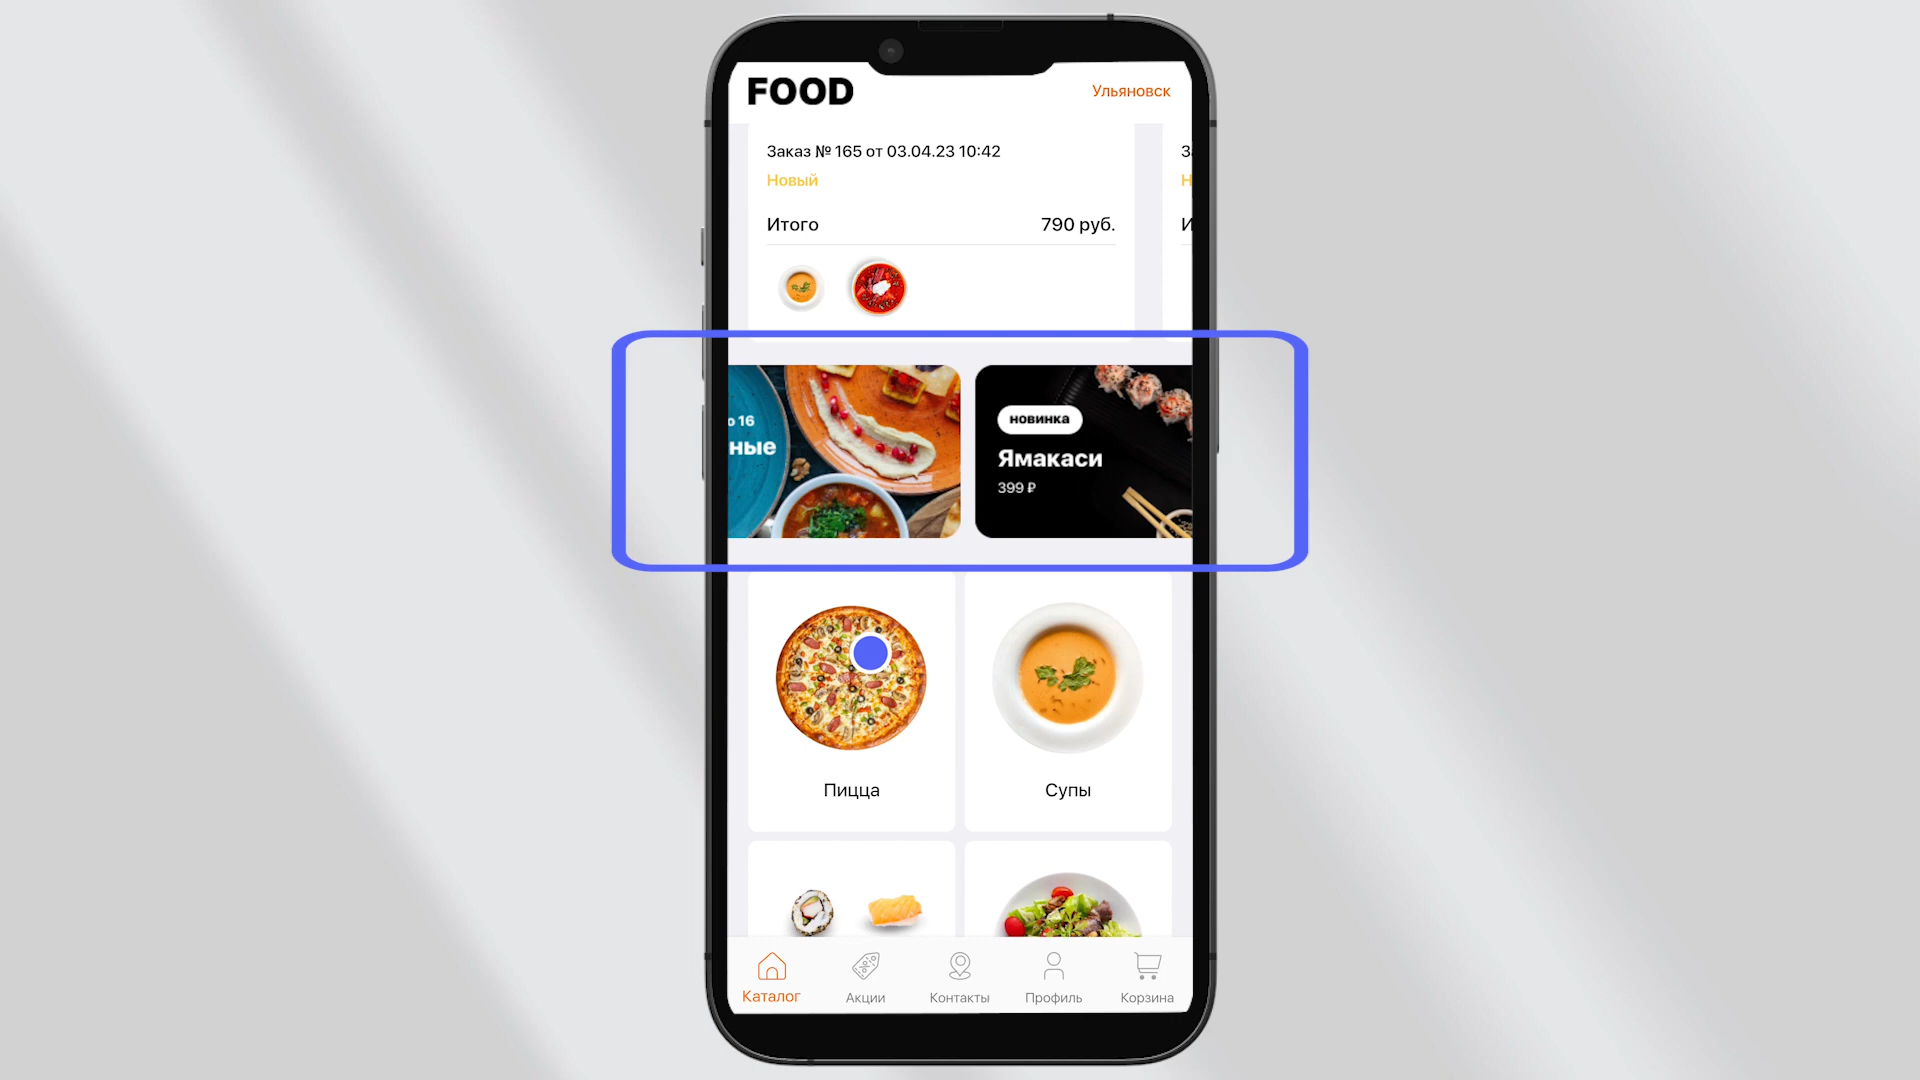 FOOD
Ульяновск
Заказ № 165 от 03.04.23 10:42
Новый
Итого
790 руб.
о 16
ные
новинка
Ямакаси
399 ₽
Пицца
Супы
Каталог
Акции
Контакты
Профиль
Корзина